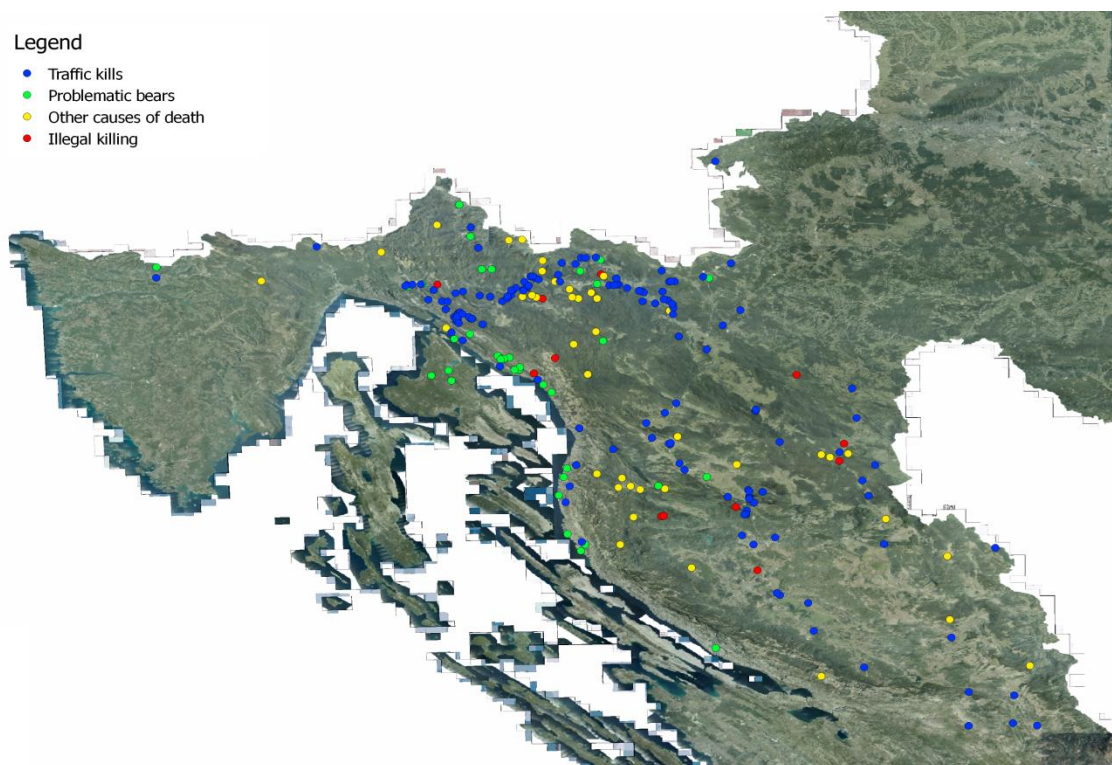 Legend
Traffic kills
Problematic bears
Other causes of death
Illegal killing